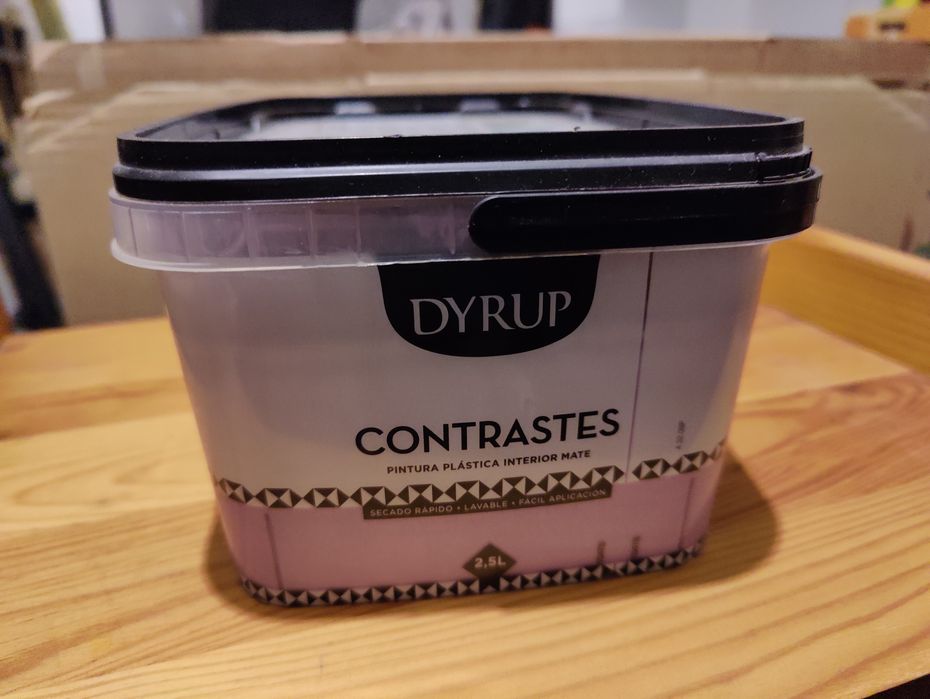 DYRUP
CONTRASTES
PINTURA PLÁSTICA INTERIOR MATE
SECADO RÁPIDO • LAVABLE • FÁCIL APLICACIÓN
2,5L